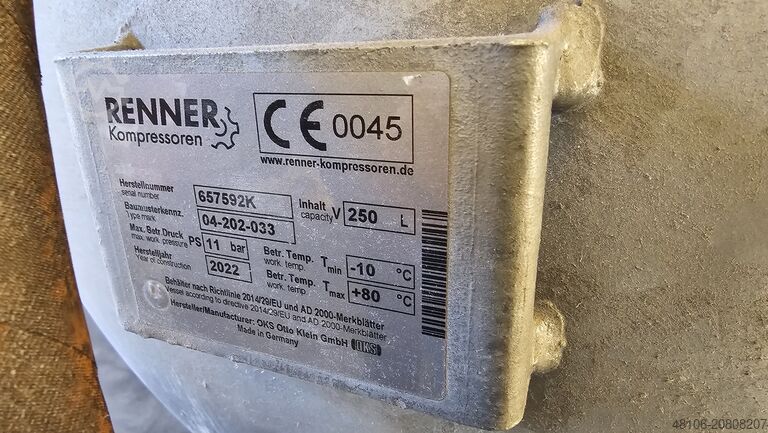 RENNER
Kompressoren
CE 0045
www.renner-kompressoren.de
Herstellnummer
serial number
657592K
Inhalt
capacity V 250 L
Baumusterkennz.
Type mark
04-202-033
Max. Betr.Druck
max. work. pressure PS 11 bar
Betr. Temp. T min -10 °C
work. temp.
Herstelljahr
Year of construction
2022
Betr. Temp. T max +80 °C
work. temp.
Behälter nach Richtlinie 2014/29/EU und AD 2000-Merkblätter
Vessel according to directive 2014/29/EU and AD 2000-Merkblätter
Hersteller/Manufacturer: OKS Otto Klein GmbH OKS
Made in Germany
48106-20808207